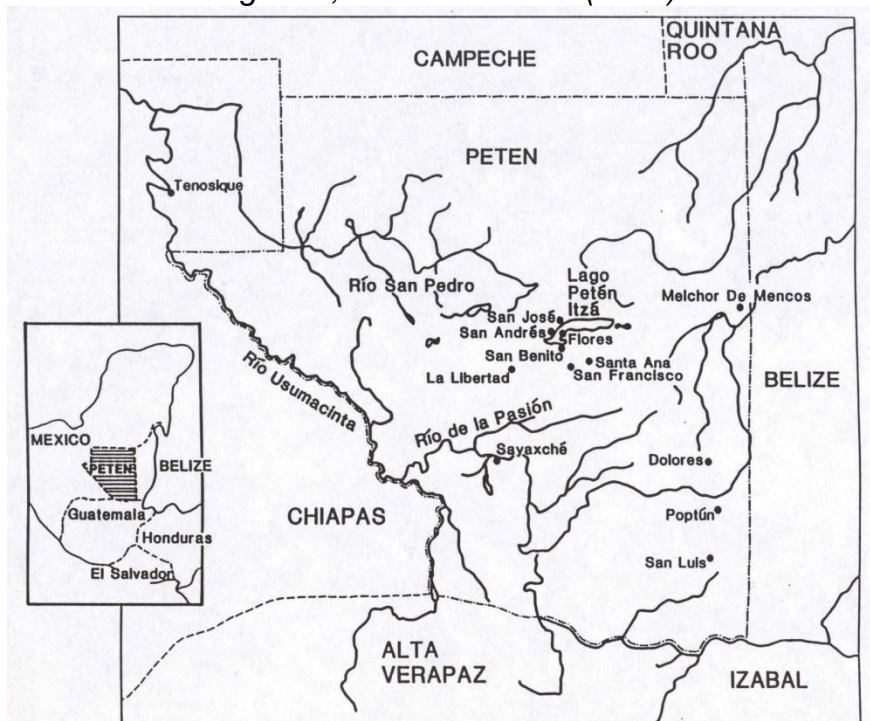 CAMPECHE
QUINTANA
ROO
PETEN
Tenosique
Río San Pedro
Lago
Petén
Itzá
Melchor De Mencos
San José
San Andrés
Flores
San Benito
Santa Ana
San Francisco
La Libertad
BELIZE
Río Usumacinta
Río de la Pasión
Sayaxché
Dolores
Poptún
San Luis
CHIAPAS
ALTA
VERAPAZ
IZABAL
MEXICO
PETEN
BELIZE
Guatemala
Honduras
El Salvador